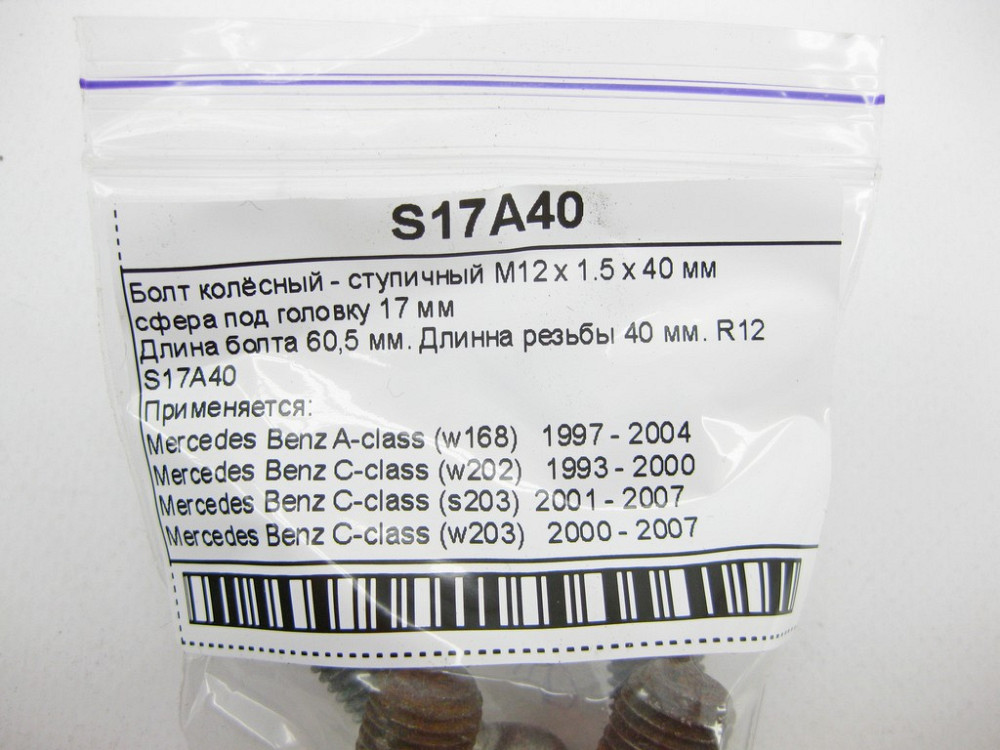 S17A40
Болт колёсный - ступичный М12 х 1.5 х 40 мм
сфера под головку 17 мм
Длина болта 60,5 мм. Длинна резьбы 40 мм. R12
S17A40
Применяется:
Mercedes Benz A-class (w168) 1997 - 2004
Mercedes Benz C-class (w202) 1993 - 2000
Mercedes Benz C-class (s203) 2001 - 2007
Mercedes Benz C-class (w203) 2000 - 2007